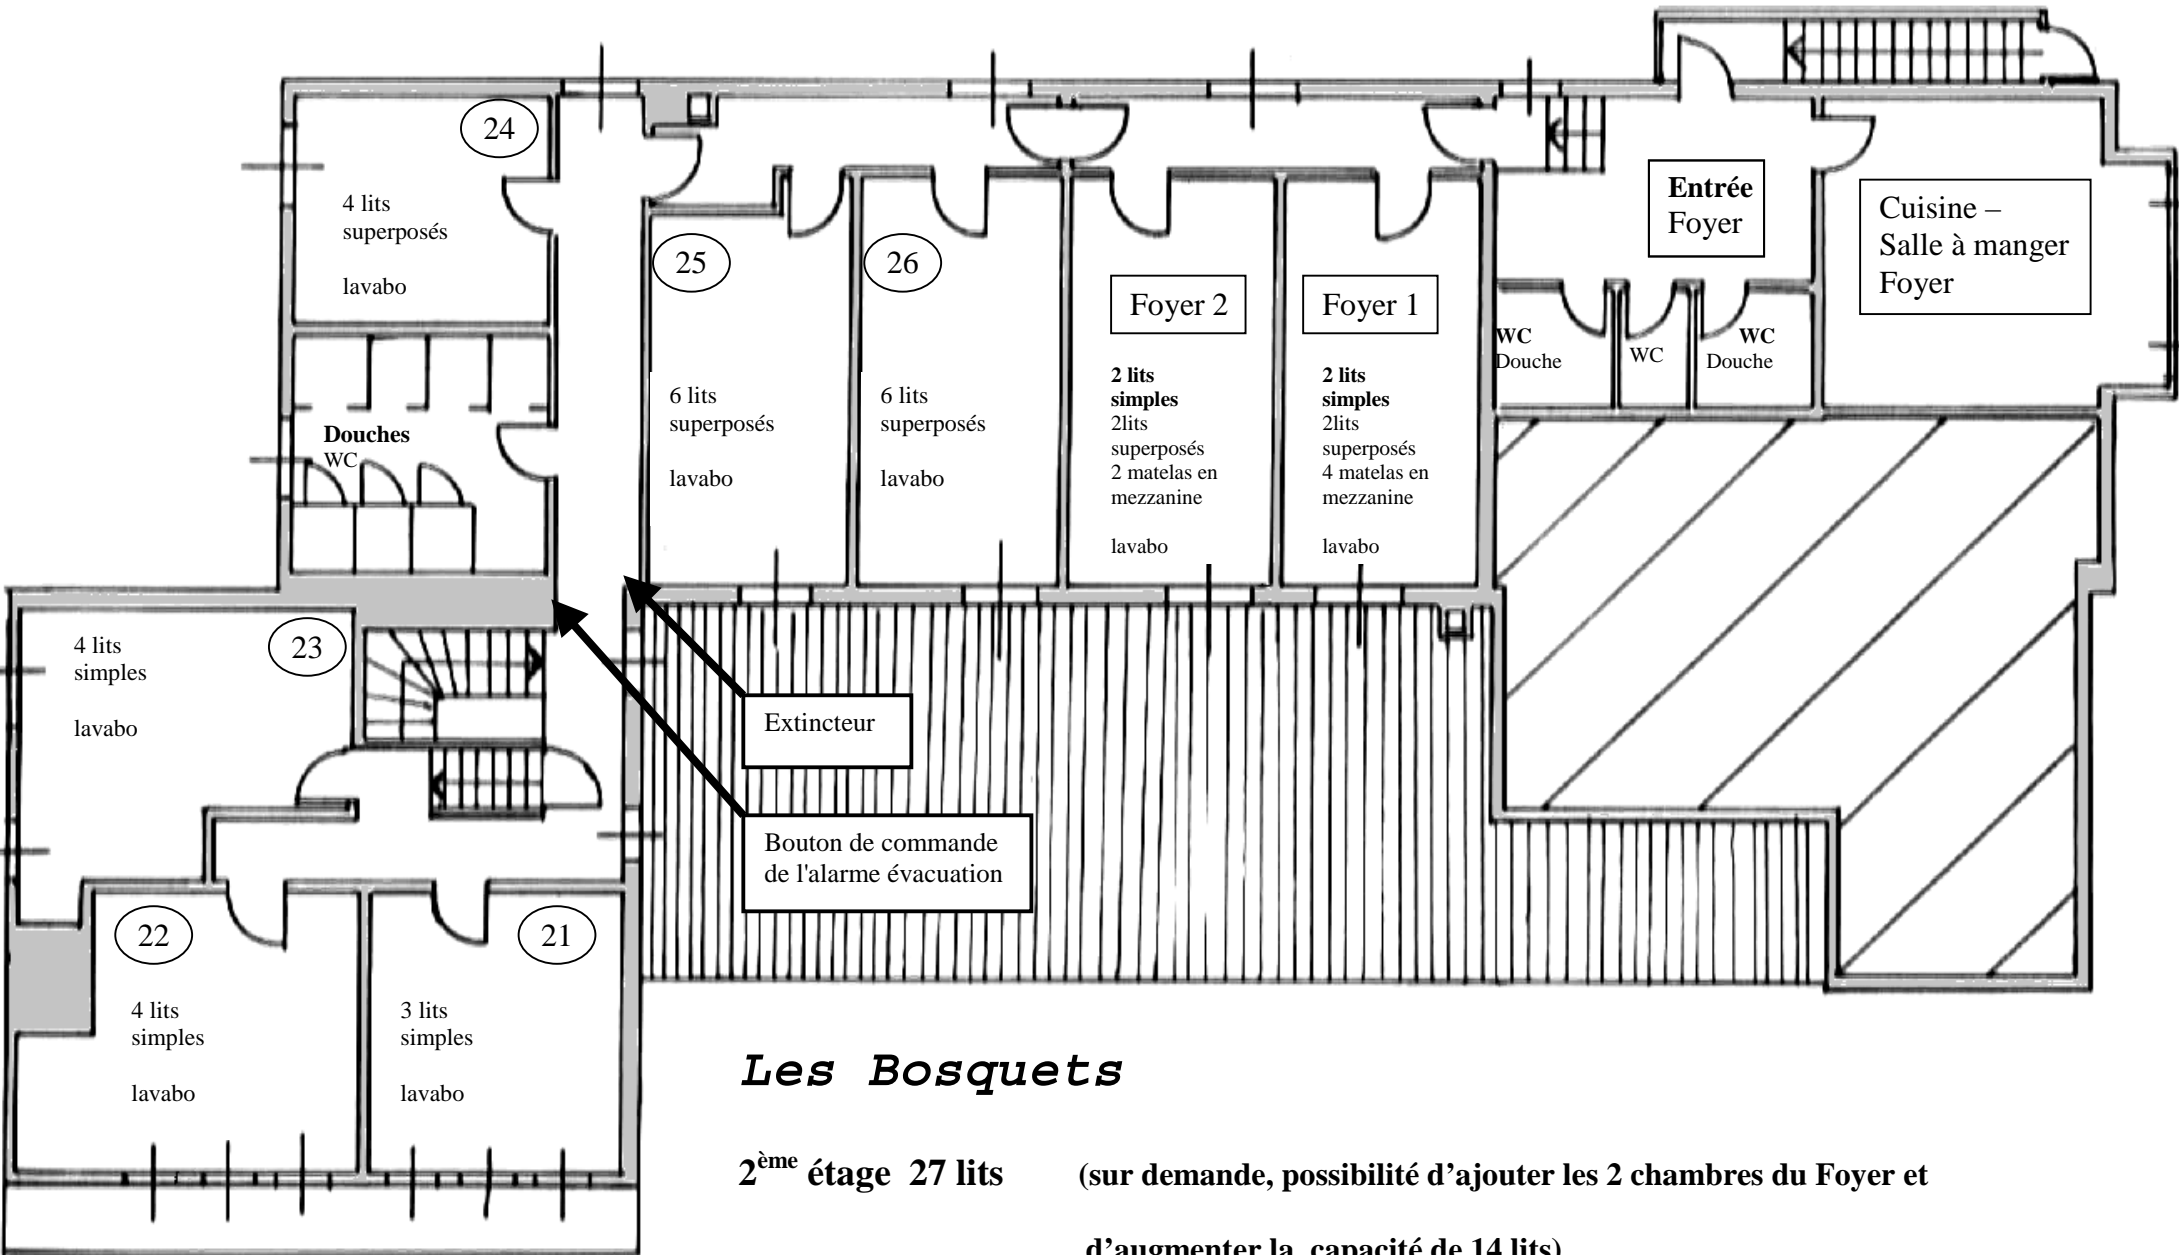 24
4 lits
superposés
lavabo
25
6 lits
superposés
lavabo
26
6 lits
superposés
lavabo
Foyer 2
2 lits
simples
2lits
superposés
2 matelas en
mezzanine
lavabo
Foyer 1
2 lits
simples
2lits
superposés
4 matelas en
mezzanine
lavabo
Entrée
Foyer
Cuisine –
Salle à manger
Foyer
WC
Douche
WC
WC
Douche
Douches
WC
23
4 lits
simples
lavabo
Extincteur
Bouton de commande
de l'alarme évacuation
22
4 lits
simples
lavabo
21
3 lits
simples
lavabo
Les Bosquets
2ème étage 27 lits (sur demande, possibilité d’ajouter les 2 chambres du Foyer et
d’augmenter la capacité de 14 lits)